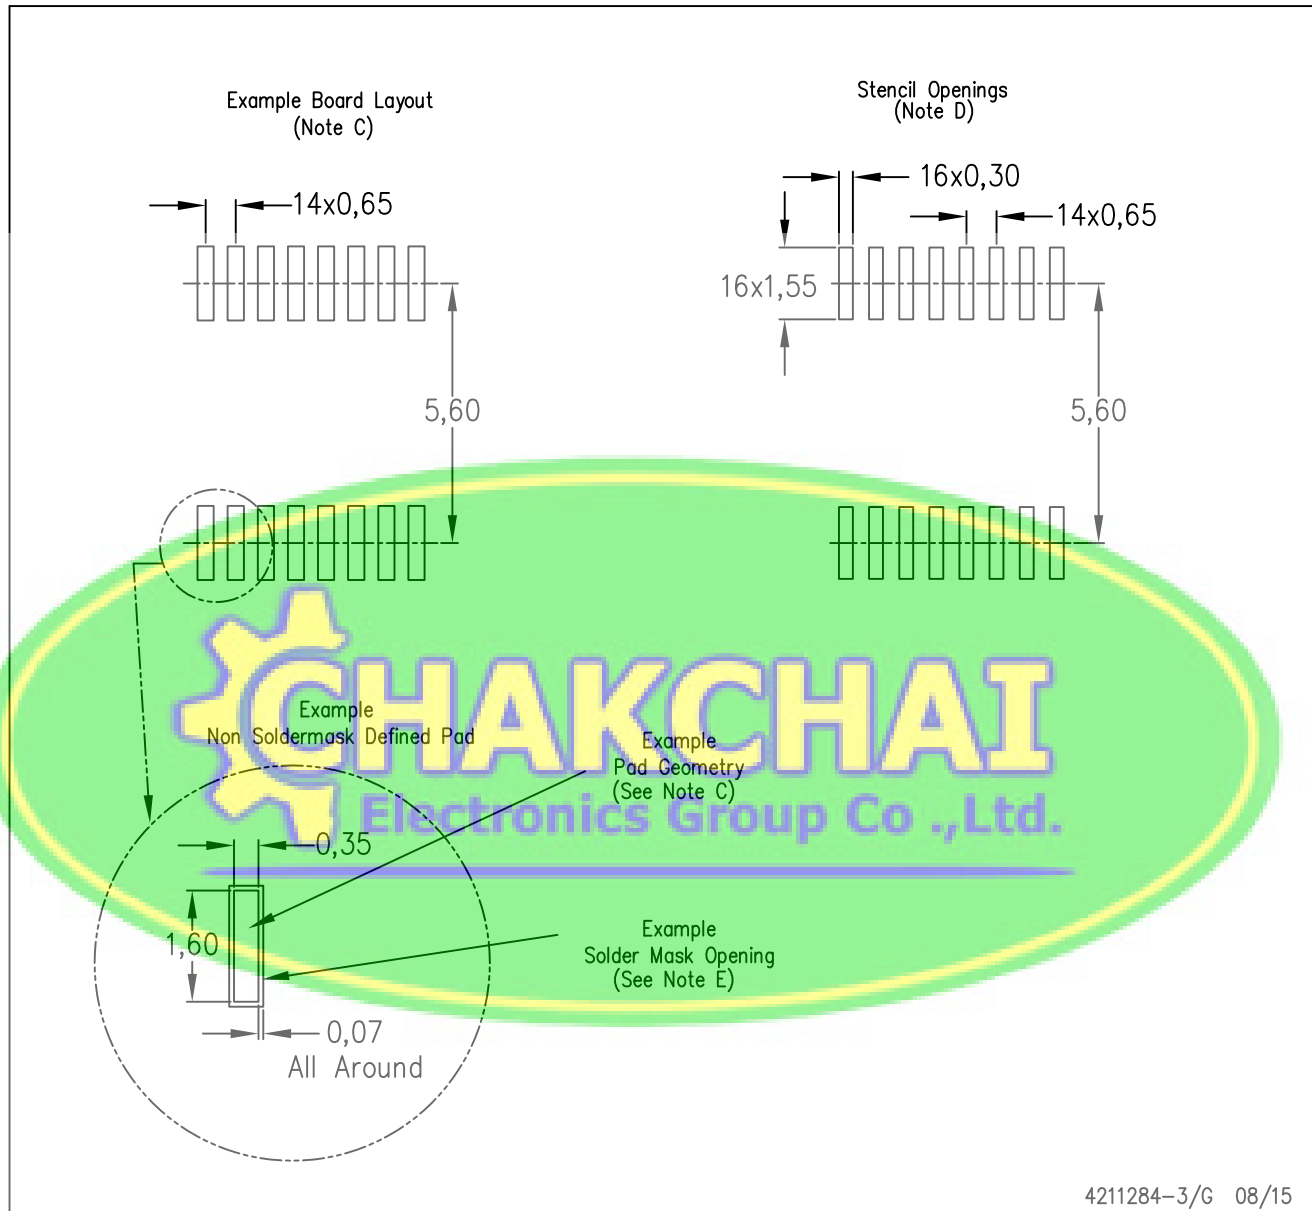 Example Board Layout
(Note C)
Stencil Openings
(Note D)
14x0,65
16x0,30
14x0,65
16x1,55
5,60
5,60
CHAKCHAI
Electronics Group Co .,Ltd.
Example
Non Soldermask Defined Pad
Example
Pad Geometry
(See Note C)
0,35
1,60
Example
Solder Mask Opening
(See Note E)
0,07
All Around
4211284-3/G 08/15